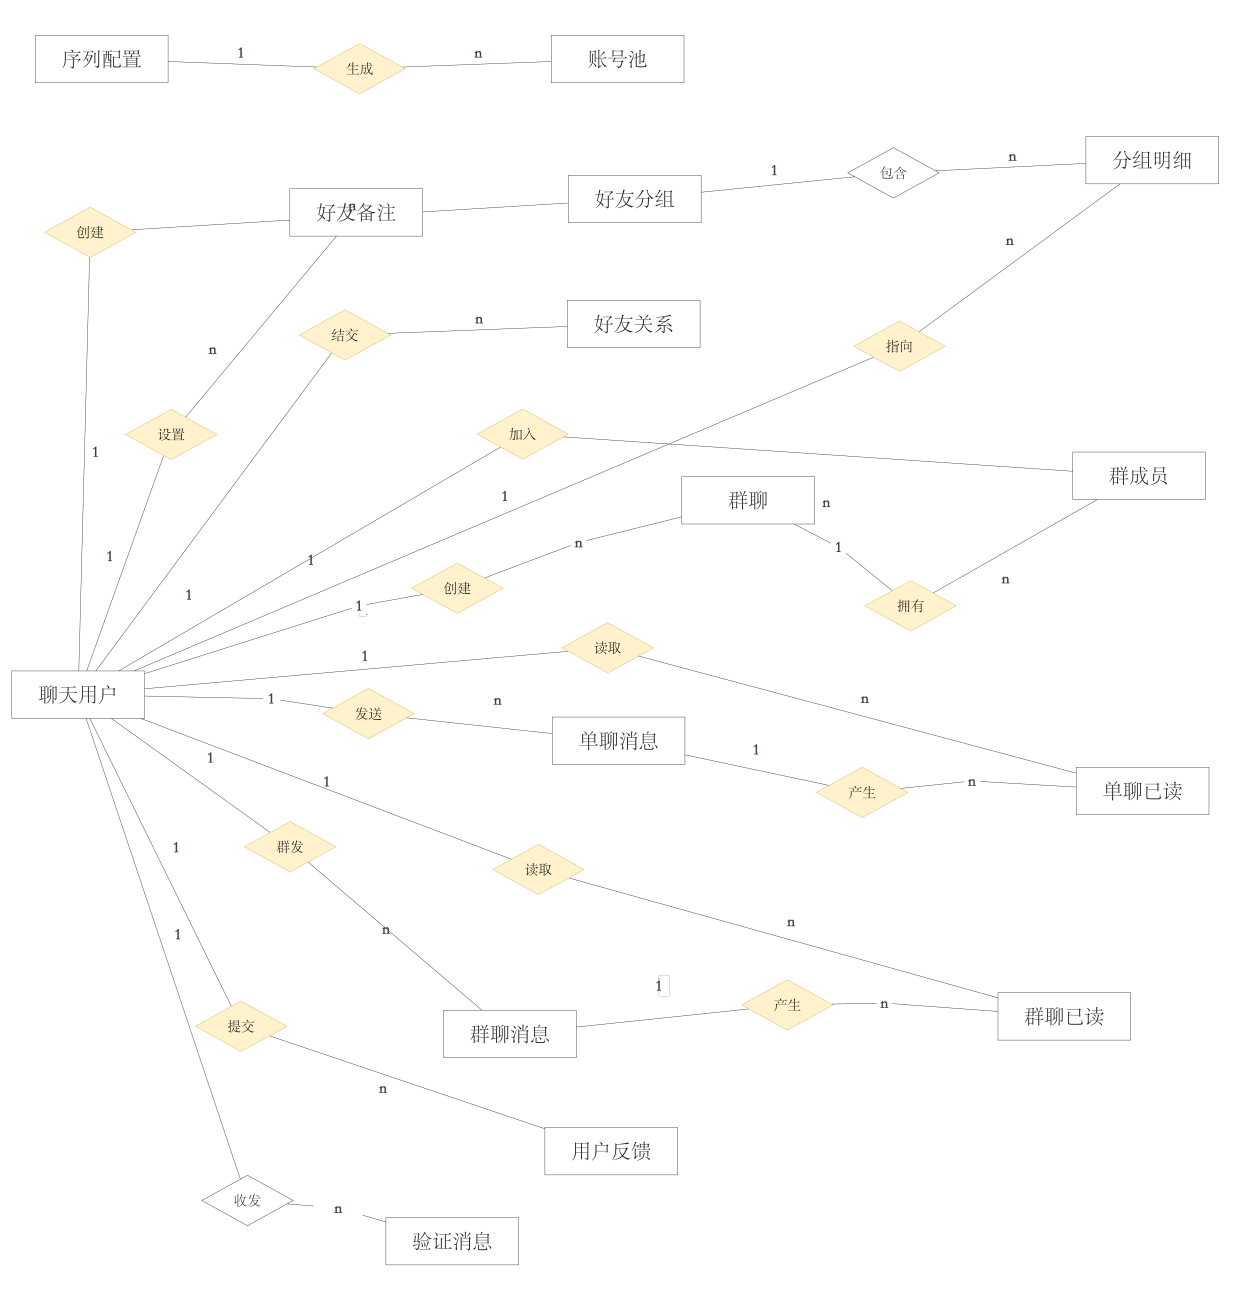 序列配置
1
生成
n
账号池
分组明细
n
包含
1
好友分组
好友备注
n
创建
n
结交
n
好友关系
指向
n
设置
加入
1
1
群成员
群聊
n
1
n
创建
1
1
n
1
1
拥有
读取
1
聊天用户
1
n
n
发送
单聊消息
1
1
产生
n
单聊已读
1
群发
1
读取
n
n
1
1
产生
n
群聊已读
提交
群聊消息
n
用户反馈
收发
n
验证消息